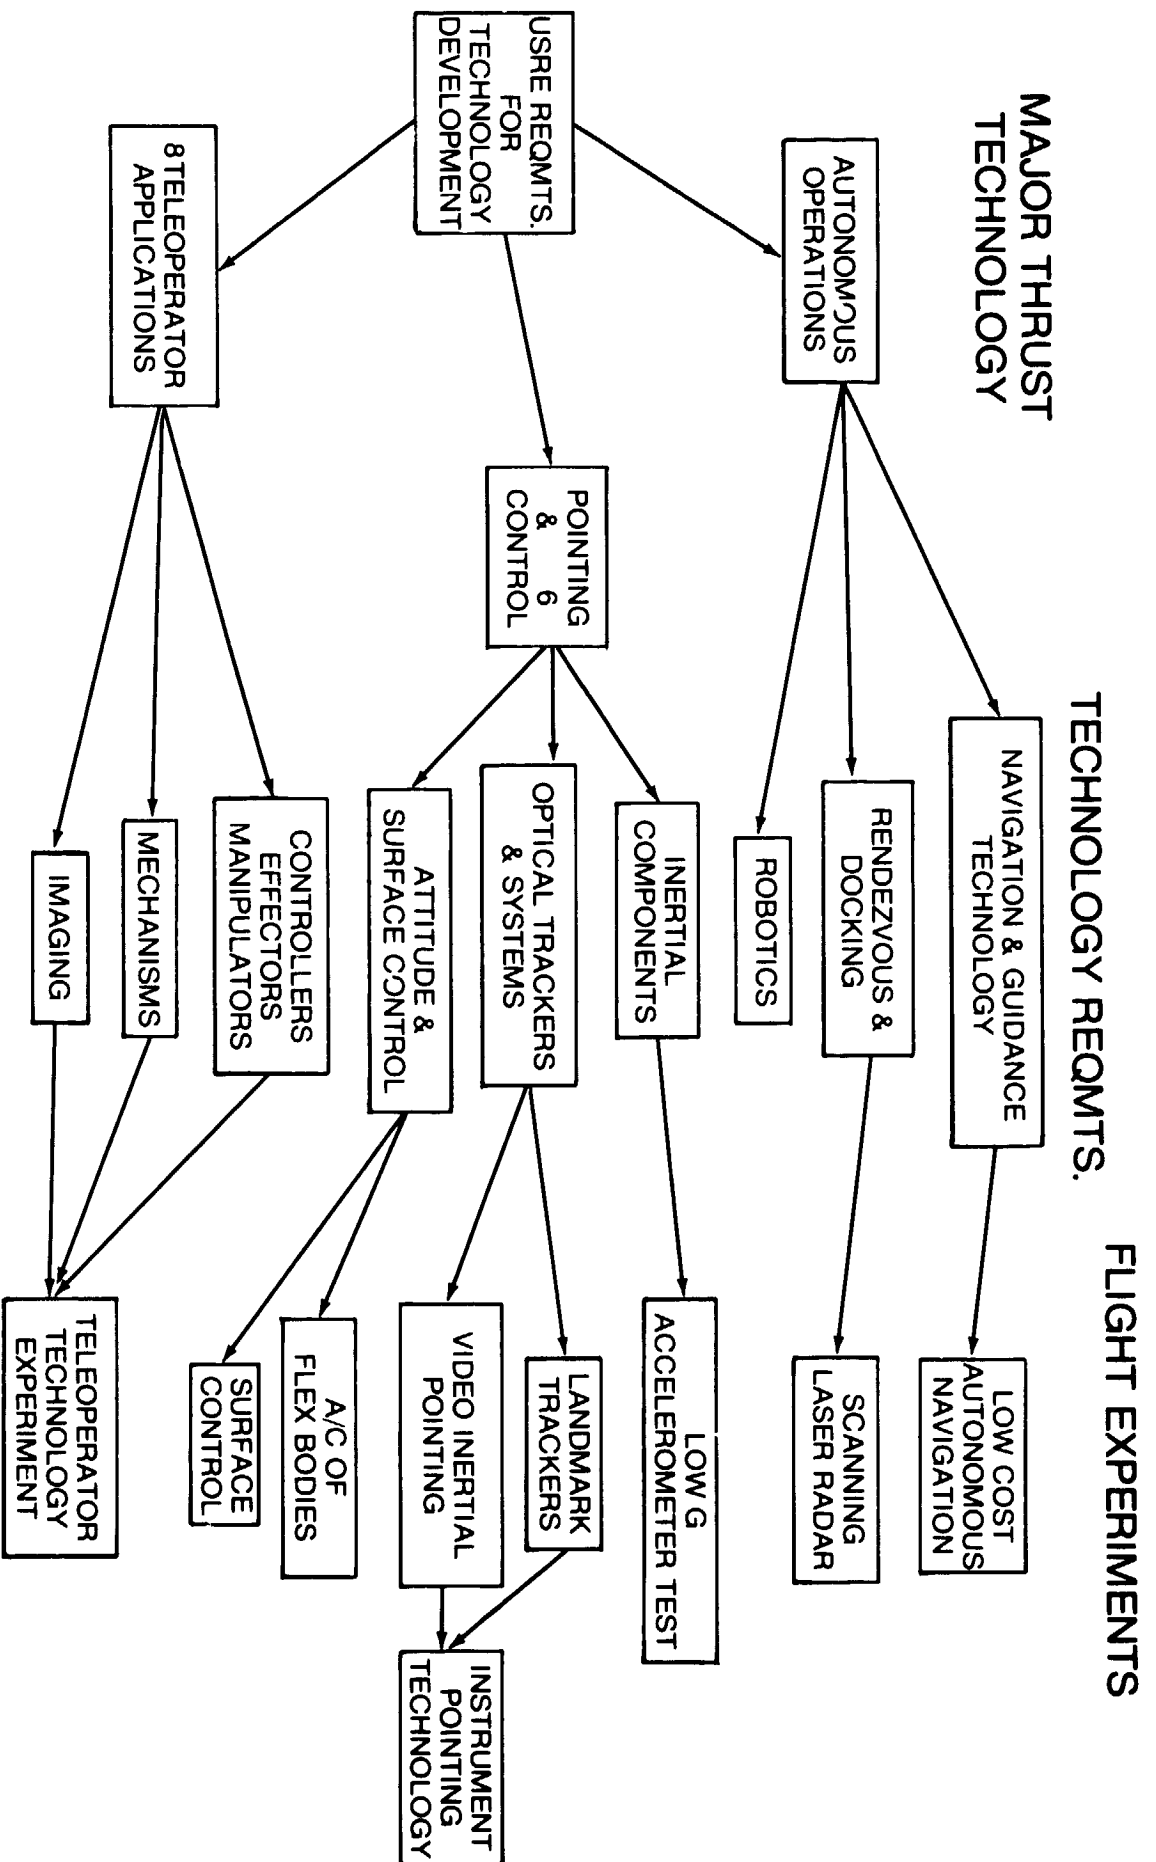 MAJOR THRUST
TECHNOLOGY
TECHNOLOGY REQMTS.
FLIGHT EXPERIMENTS
USRE REQMTS.
FOR
TECHNOLOGY
DEVELOPMENT
AUTONOMOUS
OPERATIONS
POINTING
& 6
CONTROL
8TELEOPERATOR
APPLICATIONS
NAVIGATION & GUIDANCE
TECHNOLOGY
RENDEZVOUS &
DOCKING
ROBOTICS
INERTIAL
COMPONENTS
OPTICAL TRACKERS
& SYSTEMS
ATTITUDE &
SURFACE CONTROL
CONTROLLERS
EFFECTORS
MANIPULATORS
MECHANISMS
IMAGING
LOW COST
AUTONOMOUS
NAVIGATION
SCANNING
LASER RADAR
LOW G
ACCELEROMETER TEST
LANDMARK
TRACKERS
VIDEO INERTIAL
POINTING
INSTRUMENT
POINTING
TECHNOLOGY
A/C OF
FLEX BODIES
SURFACE
CONTROL
TELEOPERATOR
TECHNOLOGY
EXPERIMENT